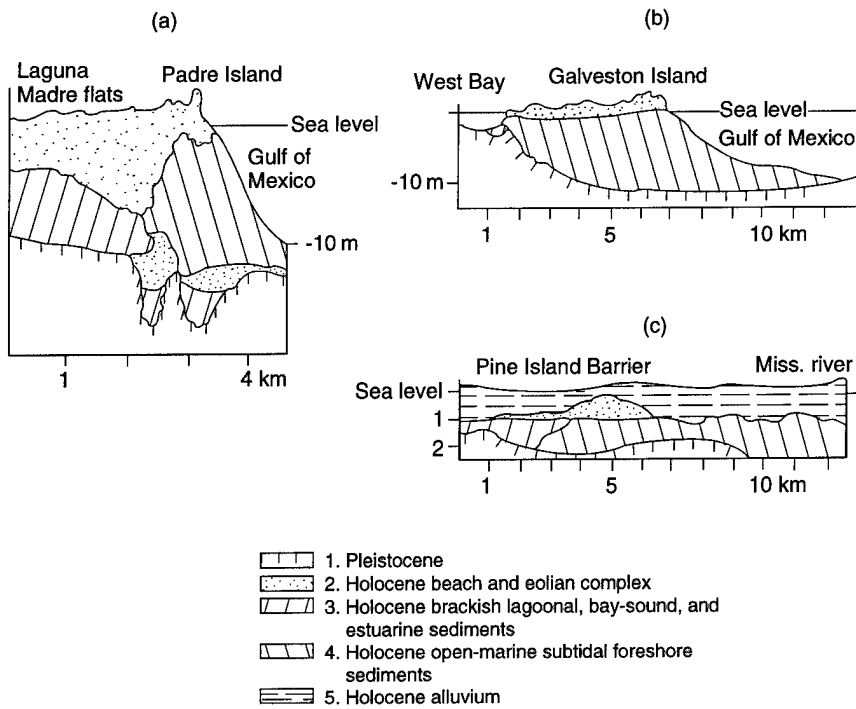 (a)
Laguna
Madre flats
Padre Island
Sea level
Gulf of
Mexico
-10 m
1
4 km
(b)
West Bay
Galveston Island
Sea level
Gulf of Mexico
-10 m
1
5
10 km
(c)
Pine Island Barrier
Miss. river
Sea level
1
2
1
5
10 km
1. Pleistocene
2. Holocene beach and eolian complex
3. Holocene brackish lagoonal, bay-sound, and
estuarine sediments
4. Holocene open-marine subtidal foreshore
sediments
5. Holocene alluvium